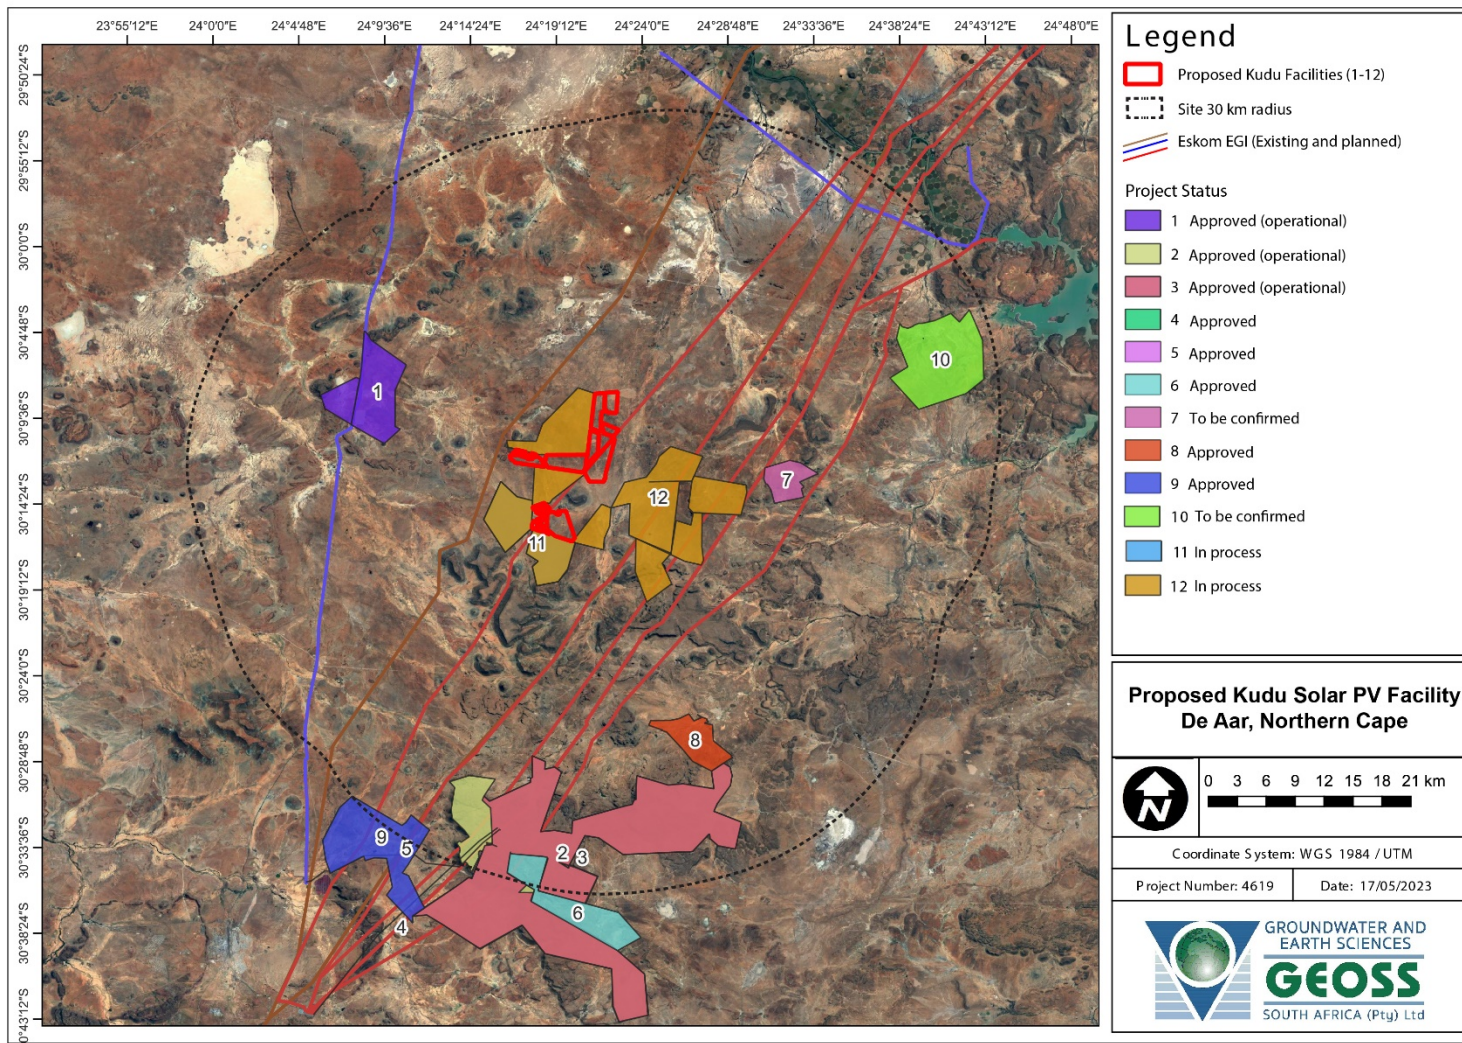 23°55'12"E 24°0'0"E 24°4'48"E 24°9'36"E 24°14'24"E 24°19'12"E 24°24'0"E 24°28'48"E 24°33'36"E 24°38'24"E 24°43'12"E 24°48'0"E
29°50'24"S
29°55'12"S
30°0'0"S
30°4'48"S
30°9'36"S
30°14'24"S
30°19'12"S
30°24'0"S
30°28'48"S
30°33'36"S
30°38'24"S
30°43'12"S
1
10
7
12
11
8
9
5
2
3
6
4
Legend
Proposed Kudu Facilities (1-12)
Site 30 km radius
Eskom EGI (Existing and planned)
Project Status
1 Approved (operational)
2 Approved (operational)
3 Approved (operational)
4 Approved
5 Approved
6 Approved
7 To be confirmed
8 Approved
9 Approved
10 To be confirmed
11 In process
12 In process
Proposed Kudu Solar PV Facility
De Aar, Northern Cape
N
0 3 6 9 12 15 18 21 km
Coordinate System: WGS 1984 / UTM
Project Number: 4619
Date: 17/05/2023
GROUNDWATER AND
EARTH SCIENCES
GEOSS
SOUTH AFRICA (Pty) Ltd